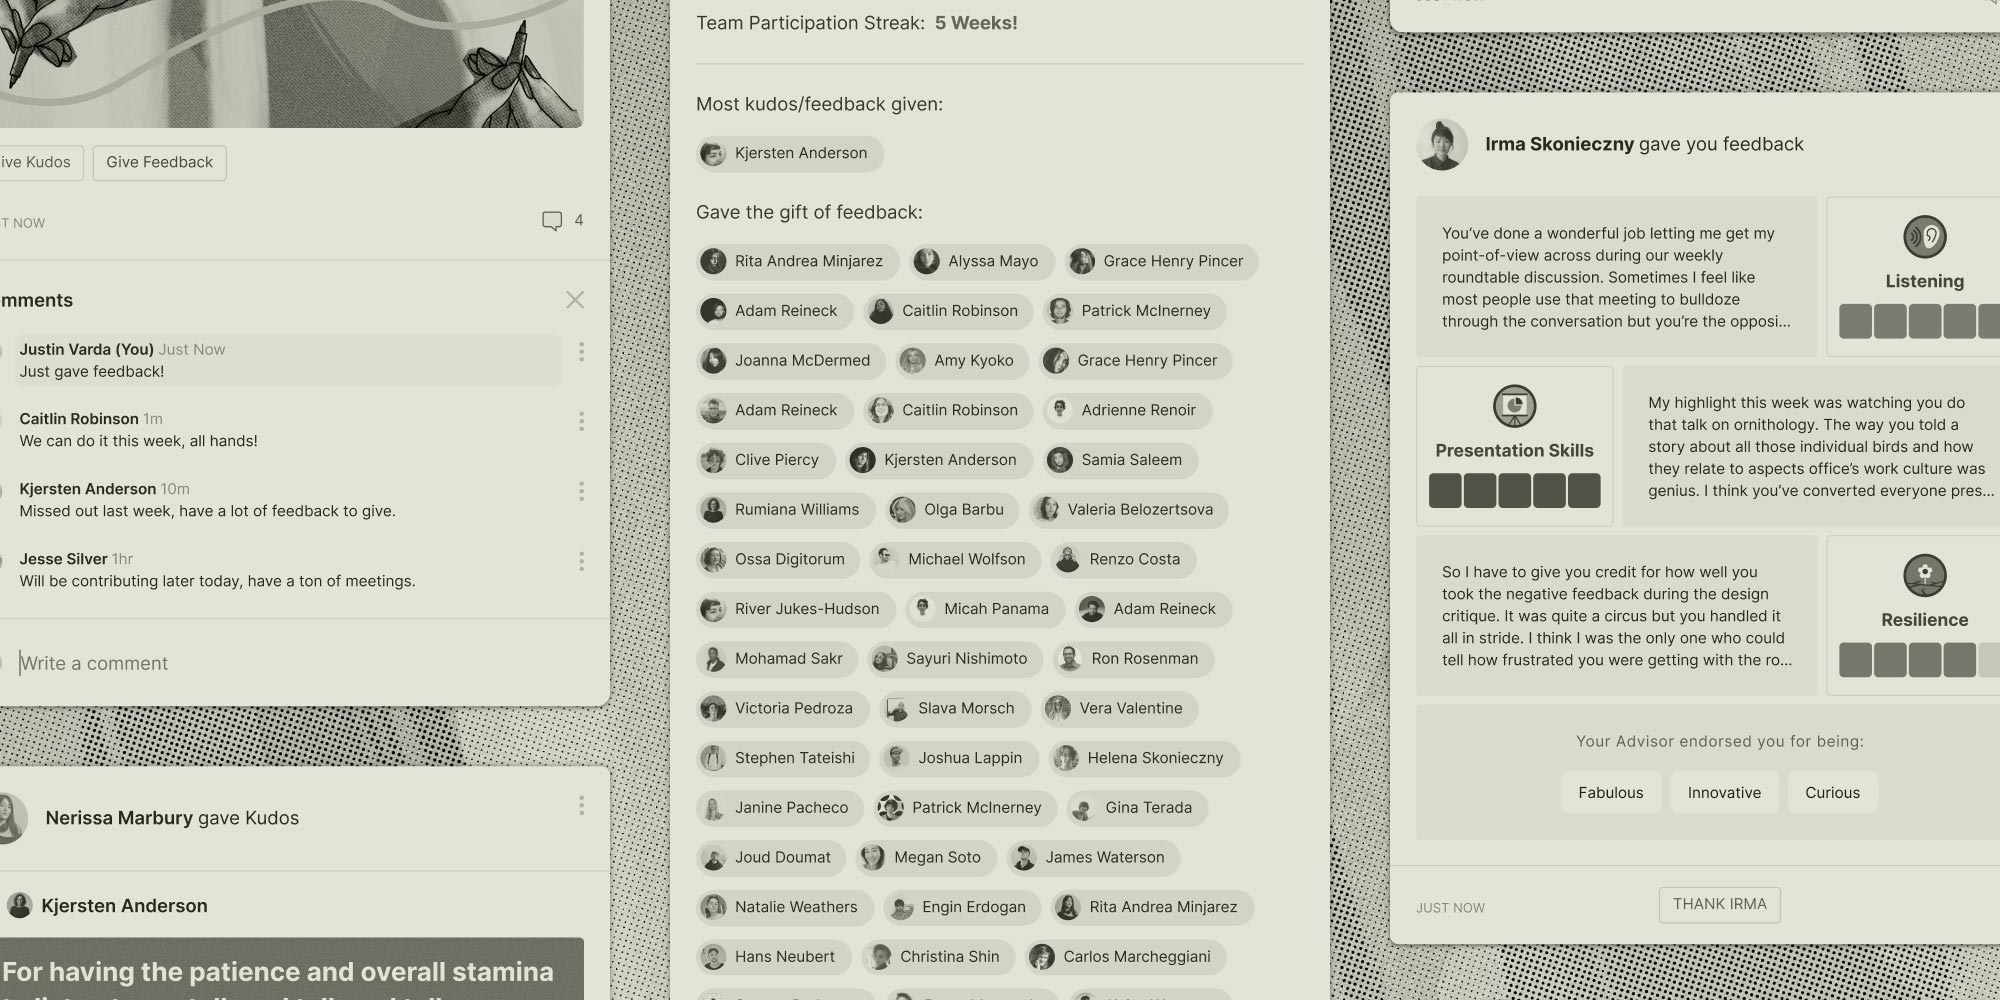 ive Kudos
Give Feedback
ST NOW
4
mments
Justin Varda (You) Just Now
Just gave feedback!
Caitlin Robinson 1m
We can do it this week, all hands!
Kjersten Anderson 10m
Missed out last week, have a lot of feedback to give.
Jesse Silver 1hr
Will be contributing later today, have a ton of meetings.
Write a comment
Nerissa Marbury gave Kudos
Kjersten Anderson
For having the patience and overall stamina
Team Participation Streak: 5 Weeks!
Most kudos/feedback given:
Kjersten Anderson
Gave the gift of feedback:
Rita Andrea Minjarez Alyssa Mayo Grace Henry Pincer
Adam Reineck Caitlin Robinson Patrick McInerney
Joanna McDermed Amy Kyoko Grace Henry Pincer
Adam Reineck Caitlin Robinson Adrienne Renoir
Clive Piercy Kjersten Anderson Samia Saleem
Rumiana Williams Olga Barbu Valeria Belozertsova
Ossa Digitorum Michael Wolfson Renzo Costa
River Jukes-Hudson Micah Panama Adam Reineck
Mohamad Sakr Sayuri Nishimoto Ron Rosenman
Victoria Pedroza Slava Morsch Vera Valentine
Stephen Tateishi Joshua Lappin Helena Skonieczny
Janine Pacheco Patrick McInerney Gina Terada
Joud Doumat Megan Soto James Waterson
Natalie Weathers Engin Erdogan Rita Andrea Minjarez
Hans Neubert Christina Shin Carlos Marcheggiani
Irma Skonieczny gave you feedback
You've done a wonderful job letting me get my
point-of-view across during our weekly
roundtable discussion. Sometimes I feel like
most people use that meeting to bulldoze
through the conversation but you're the opposi...
Listening
Presentation Skills
My highlight this week was watching you do
that talk on ornithology. The way you told a
story about all those individual birds and how
they relate to aspects office's work culture was
genius. I think you've converted everyone pres...
So I have to give you credit for how well you
took the negative feedback during the design
critique. It was quite a circus but you handled it
all in stride. I think I was the only one who could
tell how frustrated you were getting with the ro...
Resilience
Your Advisor endorsed you for being:
Fabulous
Innovative
Curious
JUST NOW
THANK IRMA